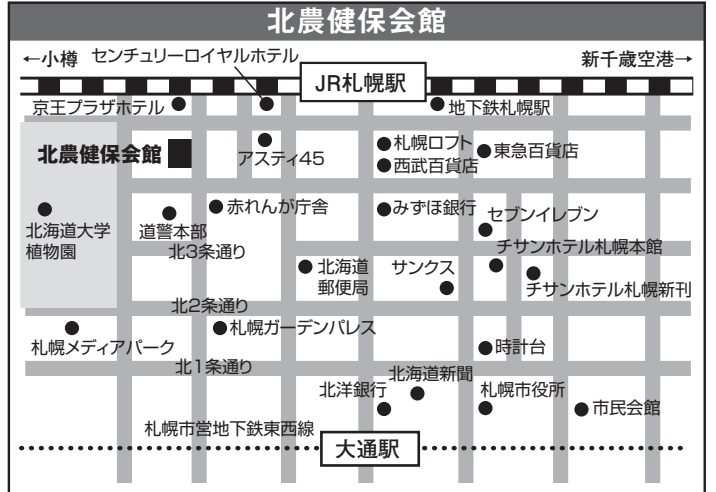 北農健保会館
←小樽 センチュリーロイヤルホテル 新千歳空港→
JR札幌駅
京王プラザホテル 地下鉄札幌駅
北農健保会館
アスティ45
札幌ロフト
西武百貨店
東急百貨店
北海道大学
植物園
道警本部
赤れんが庁舎
みずほ銀行
セブンイレブン
北3条通り
チサンホテル札幌本館
北海道
郵便局
サンクス
チサンホテル札幌新刊
北2条通り
札幌メディアパーク
札幌ガーデンパレス
時計台
北1条通り
北海道新聞
北洋銀行
札幌市役所
市民会館
札幌市営地下鉄東西線
大通駅